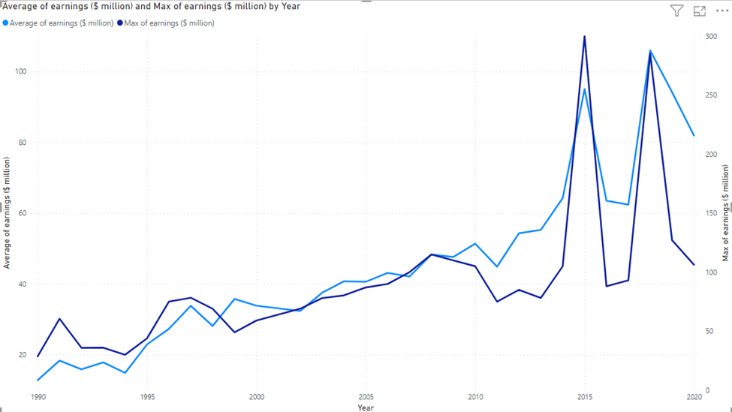 Average of earnings ($ million) and Max of earnings ($ million) by Year
Average of earnings ($ million) Max of earnings ($ million)
Average of earnings ($ million)
100
80
60
40
20
300
250
200
150
100
50
0
Max of earnings ($ million)
1990 1995 2000 2005 2010 2015 2020
Year